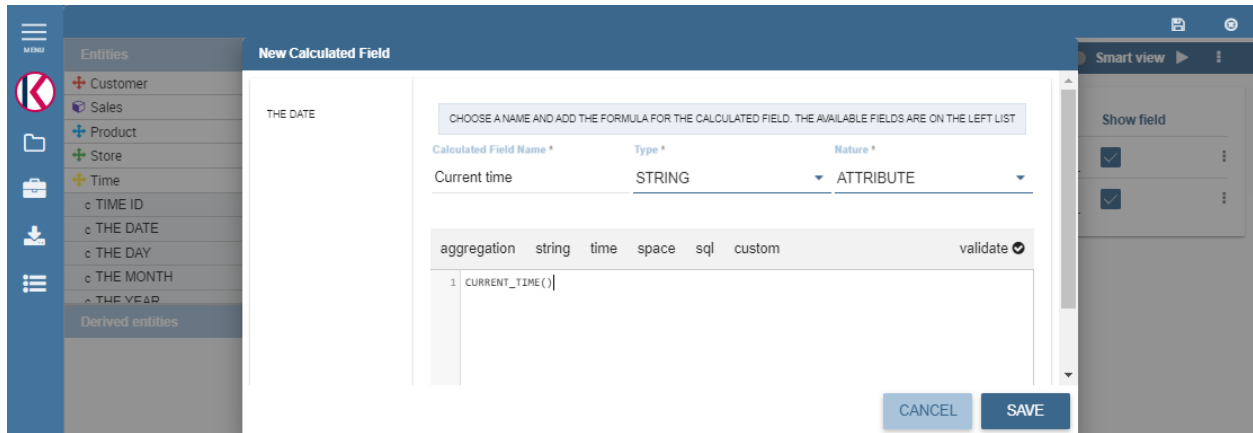 MENU
Entities
Customer
Sales
Product
Store
Time
c TIME ID
c THE DATE
c THE DAY
c THE MONTH
c THE YEAR
Derived entities
Smart view
Show field
New Calculated Field
THE DATE
CHOOSE A NAME AND ADD THE FORMULA FOR THE CALCULATED FIELD. THE AVAILABLE FIELDS ARE ON THE LEFT LIST
Calculated Field Name * Type * Nature *
Current time STRING ATTRIBUTE
aggregation string time space sql custom validate
1 CURRENT_TIME()
CANCEL SAVE